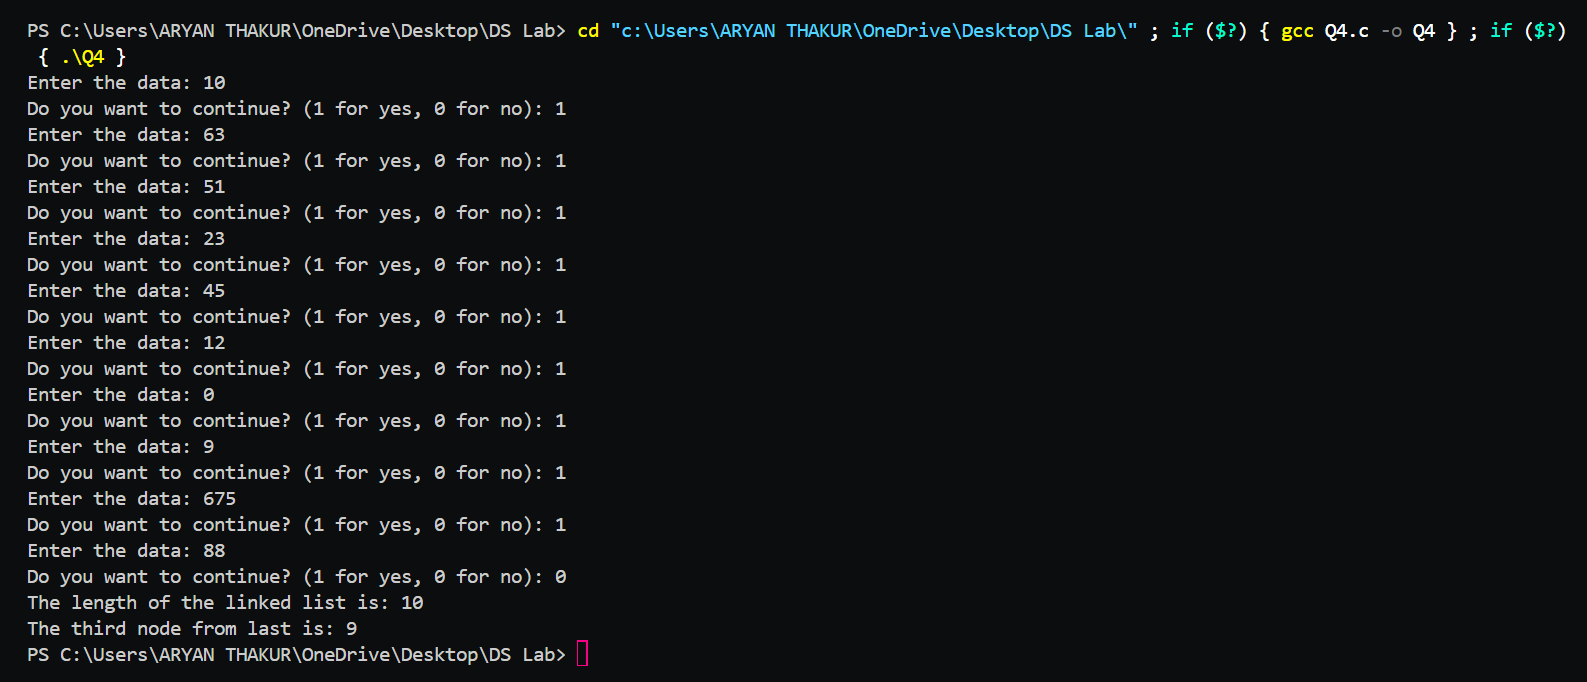 PS C:\Users\ARYAN THAKUR\OneDrive\Desktop\DS Lab> cd "c:\Users\ARYAN THAKUR\OneDrive\Desktop\DS Lab\" ; if ($?) { gcc Q4.c -o Q4 } ; if ($?)
 { .\Q4 }
Enter the data: 10
Do you want to continue? (1 for yes, 0 for no): 1
Enter the data: 63
Do you want to continue? (1 for yes, 0 for no): 1
Enter the data: 51
Do you want to continue? (1 for yes, 0 for no): 1
Enter the data: 23
Do you want to continue? (1 for yes, 0 for no): 1
Enter the data: 45
Do you want to continue? (1 for yes, 0 for no): 1
Enter the data: 12
Do you want to continue? (1 for yes, 0 for no): 1
Enter the data: 0
Do you want to continue? (1 for yes, 0 for no): 1
Enter the data: 9
Do you want to continue? (1 for yes, 0 for no): 1
Enter the data: 675
Do you want to continue? (1 for yes, 0 for no): 1
Enter the data: 88
Do you want to continue? (1 for yes, 0 for no): 0
The length of the linked list is: 10
The third node from last is: 9
PS C:\Users\ARYAN THAKUR\OneDrive\Desktop\DS Lab>